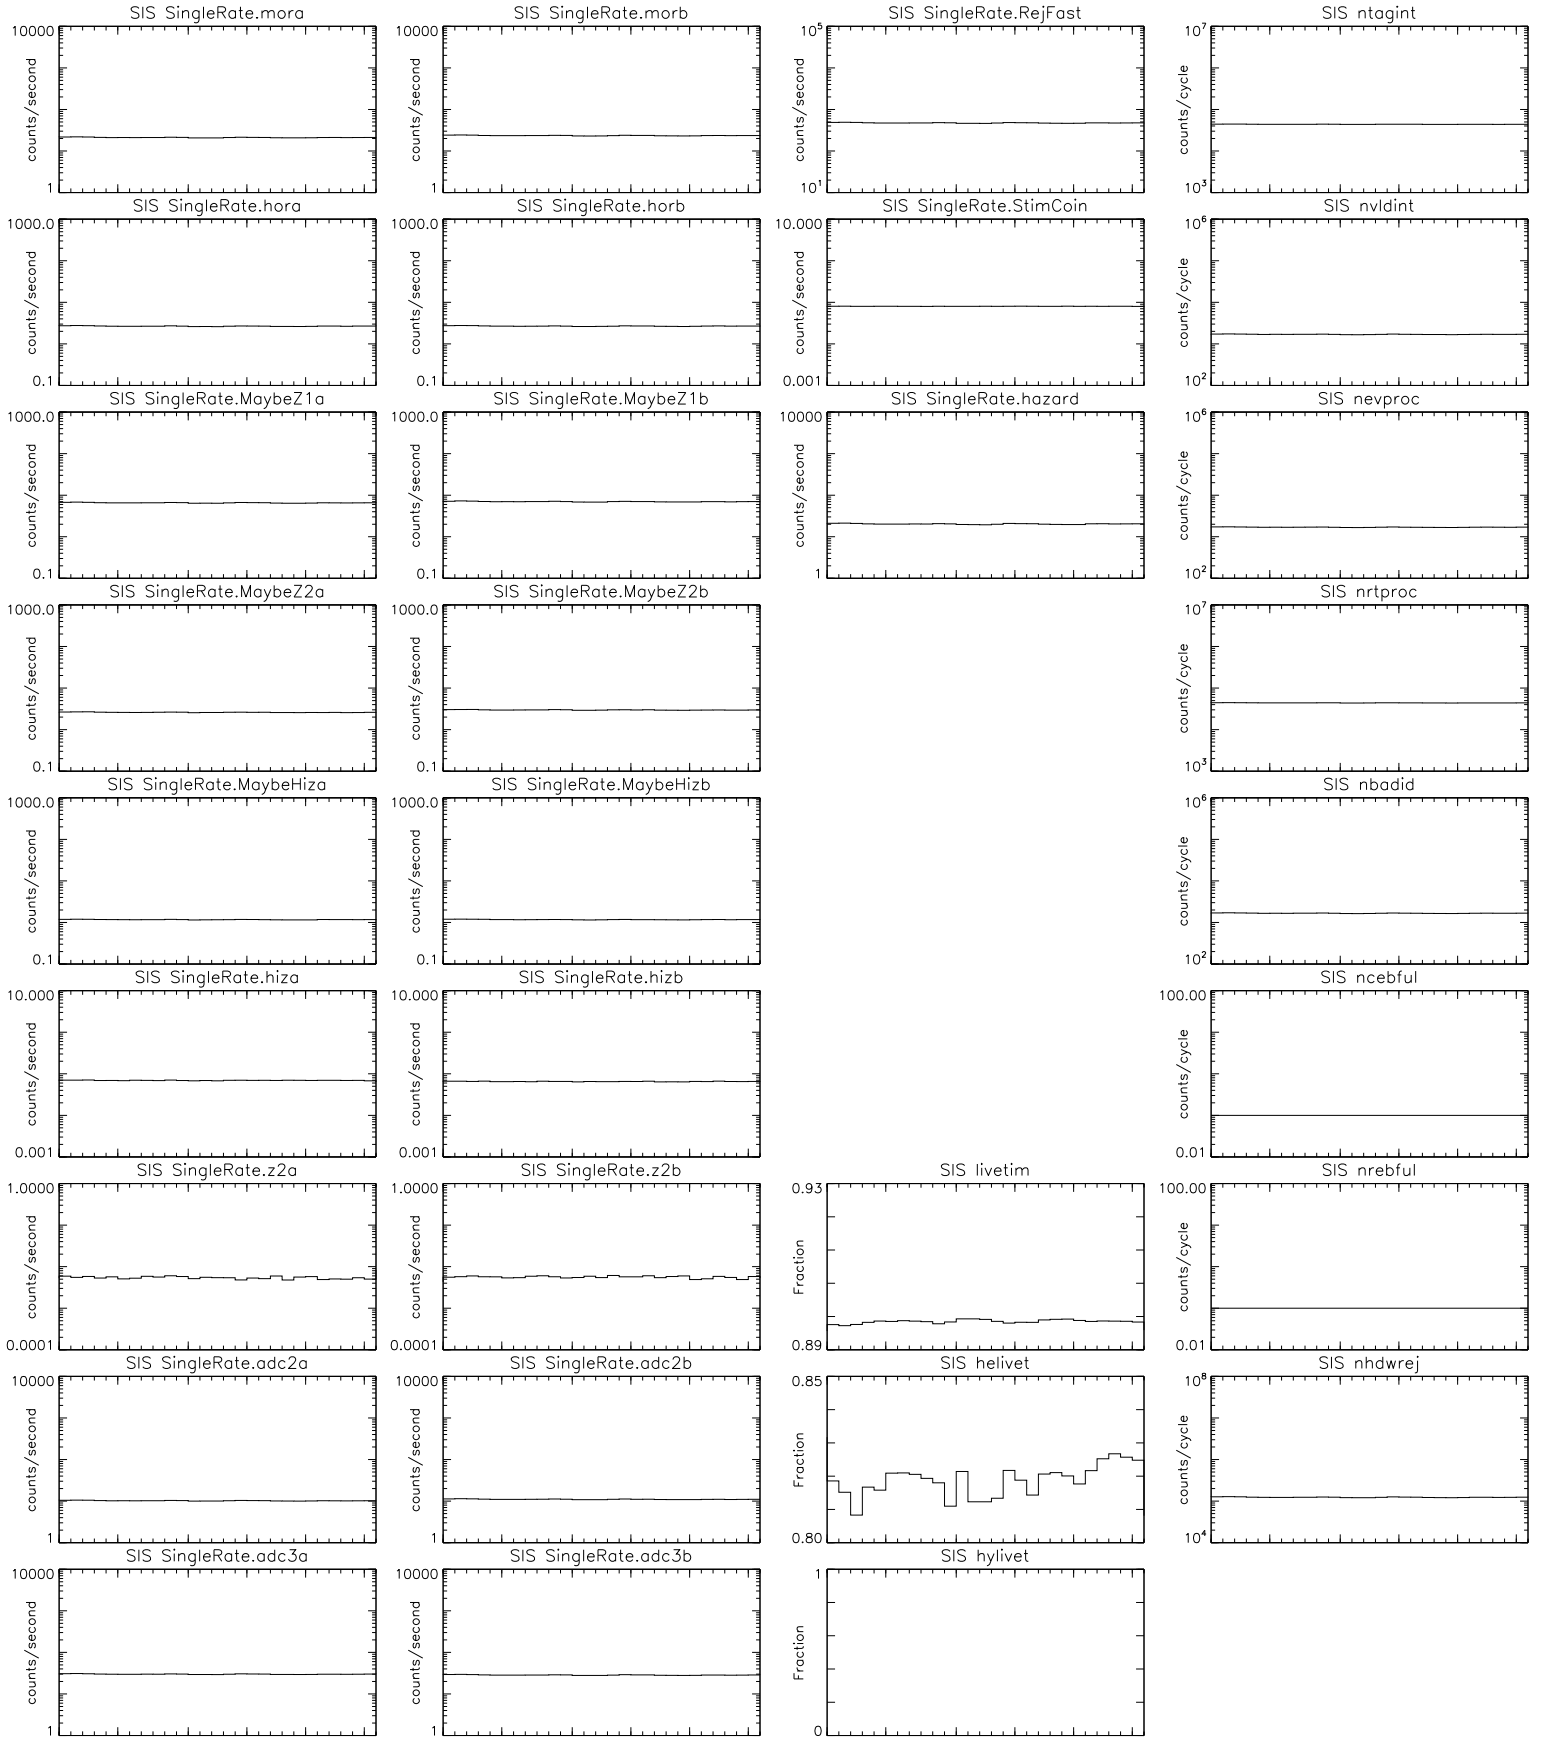 SIS SingleRate.mora
10000
counts/second
1
SIS SingleRate.morb
10000
counts/second
1
SIS SingleRate.RejFast
10^5
counts/second
10^1
SIS ntagint
10^7
counts/cycle
10^3
SIS SingleRate.hora
1000.0
counts/second
0.1
SIS SingleRate.horb
1000.0
counts/second
0.1
SIS SingleRate.StimCoin
10.000
counts/second
0.001
SIS nvldint
10^6
counts/cycle
10^2
SIS SingleRate.MaybeZ1a
1000.0
counts/second
0.1
SIS SingleRate.MaybeZ1b
1000.0
counts/second
0.1
SIS SingleRate.hazard
10000
counts/second
1
SIS nevproc
10^6
counts/cycle
10^2
SIS SingleRate.MaybeZ2a
1000.0
counts/second
0.1
SIS SingleRate.MaybeZ2b
1000.0
counts/second
0.1
SIS nrtproc
10^7
counts/cycle
10^3
SIS SingleRate.MaybeHiza
1000.0
counts/second
0.1
SIS SingleRate.MaybeHizb
1000.0
counts/second
0.1
SIS nbadid
10^6
counts/cycle
10^2
SIS SingleRate.hiza
10.000
counts/second
0.001
SIS SingleRate.hizb
10.000
counts/second
0.001
SIS ncebful
100.00
counts/cycle
0.01
SIS SingleRate.z2a
1.0000
counts/second
0.0001
SIS SingleRate.z2b
1.0000
counts/second
0.0001
SIS livetim
0.93
Fraction
0.89
SIS nrebful
100.00
counts/cycle
0.01
SIS SingleRate.adc2a
10000
counts/second
1
SIS SingleRate.adc2b
10000
counts/second
1
SIS helivet
0.85
Fraction
0.80
SIS nhdwrej
10^8
counts/cycle
10^4
SIS SingleRate.adc3a
10000
counts/second
1
SIS SingleRate.adc3b
10000
counts/second
1
SIS hylivet
1
Fraction
0